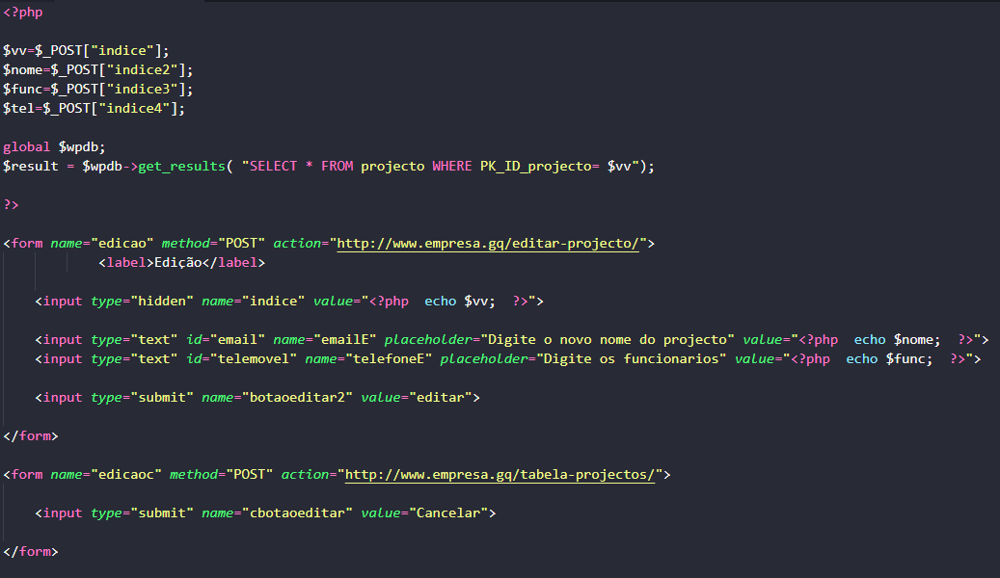 <?php
$vv=$_POST["indice"];
$nome=$_POST["indice2"];
$func=$_POST["indice3"];
$tel=$_POST["indice4"];
global $wpdb;
$result = $wpdb->get_results( "SELECT * FROM projecto WHERE PK_ID_projecto= $vv");
?>
<form name="edicao" method="POST" action="http://www.empresa.gq/editar-projecto/">
<label>Edição</label>
<input type="hidden" name="indice" value="<?php  echo $vv;  ?>">
<input type="text" id="email" name="emailE" placeholder="Digite o novo nome do projecto" value="<?php  echo $nome;  ?>">
<input type="text" id="telemovel" name="telefoneE" placeholder="Digite os funcionarios" value="<?php  echo $func;  ?>">
<input type="submit" name="botaoeditar2" value="editar">
</form>
<form name="edicaoc" method="POST" action="http://www.empresa.gq/tabela-projectos/">
<input type="submit" name="cbotaoeditar" value="Cancelar">
</form>